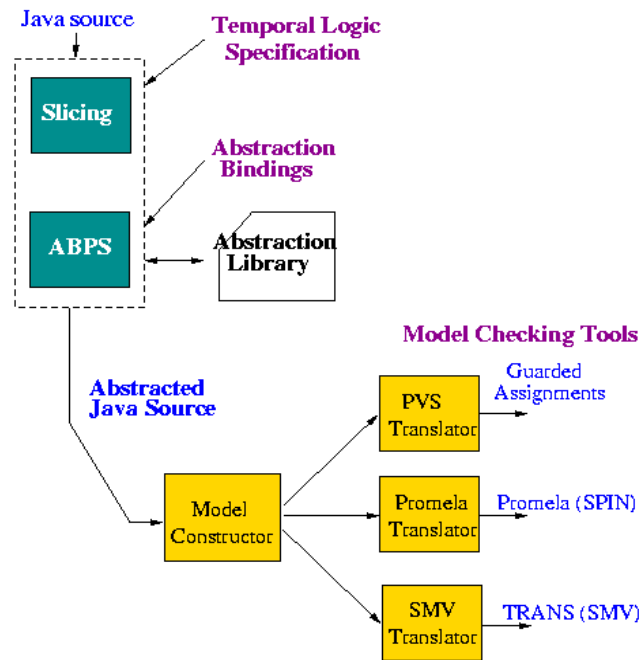 Java source
Temporal Logic
Specification
Slicing
Abstraction
Bindings
ABPS
Abstraction
Library
Model Checking Tools
Abstracted
Java Source
PVS
Translator
Guarded
Assignments
Model
Constructor
Promela
Translator
Promela (SPIN)
SMV
Translator
TRANS (SMV)